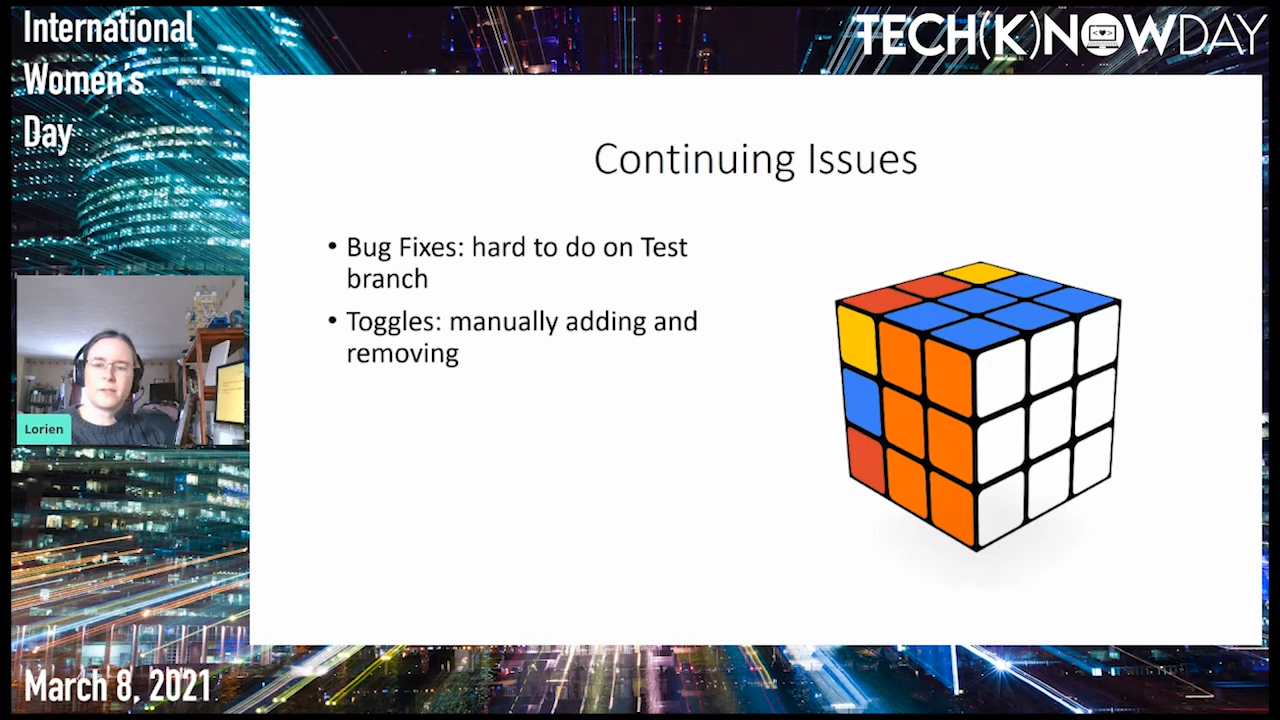 International
Women's
Day
TECH(K)NOWDAY
Continuing Issues
• Bug Fixes: hard to do on Test
branch
• Toggles: manually adding and
removing
Lorien
March 8, 2021